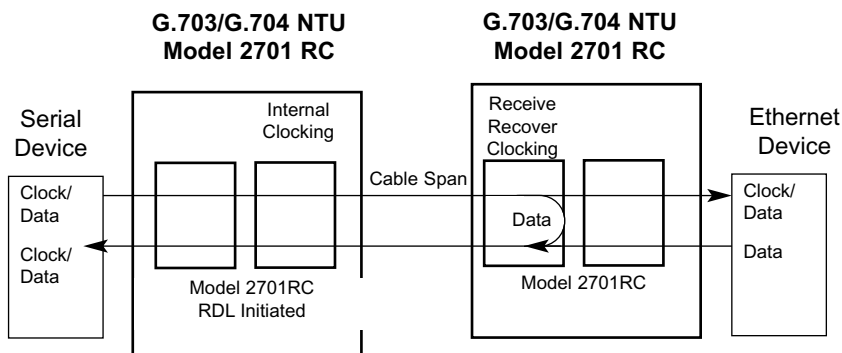 G.703/G.704 NTU
Model 2701 RC
G.703/G.704 NTU
Model 2701 RC
Serial
Device
Internal
Clocking
Receive
Recover
Clocking
Ethernet
Device
Cable Span
Clock/
Data
Clock/
Data
Data
Clock/
Data
Data
Model 2701RC
RDL Initiated
Model 2701RC